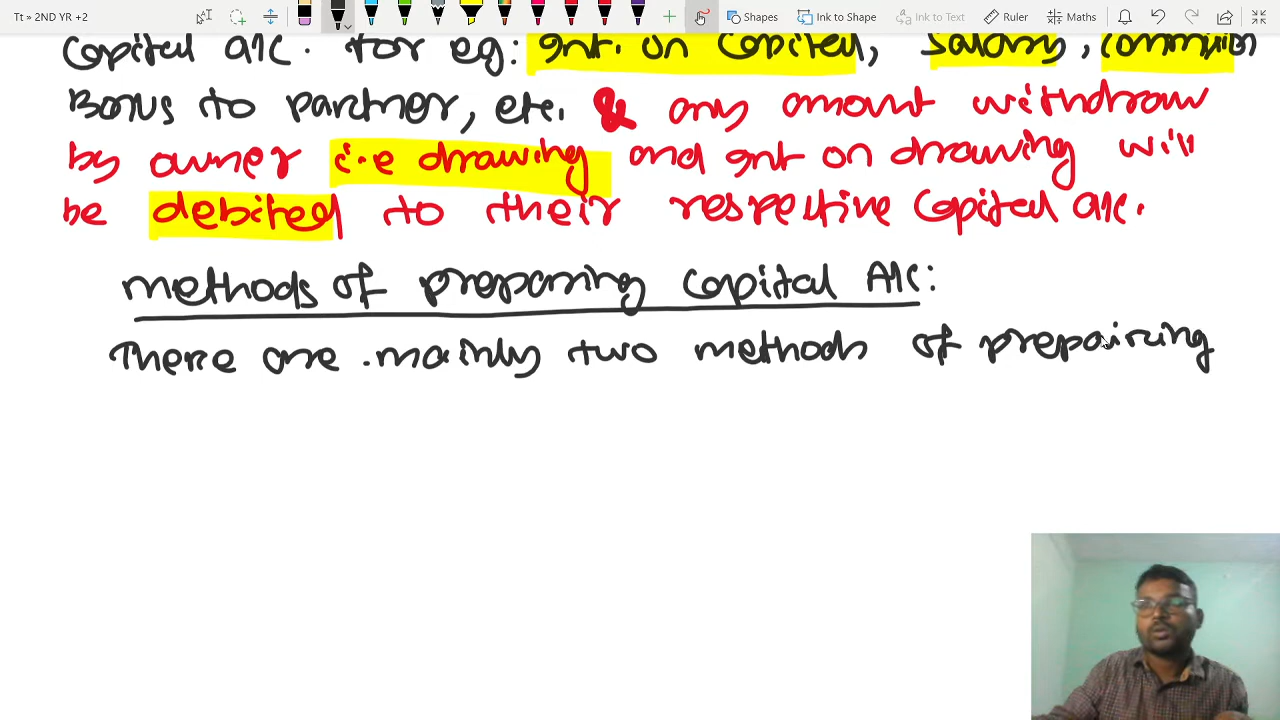 Tt » 2ND YR +2
Shapes
Ink to Shape
Ink to Text
Ruler
Maths
Capital A/C. For eg: Int. on Capital, Salary, Commission
Bonus to partner, etc. & any amount withdraw
by owner i.e drawing and Int on drawing will
be debited to their respective Capital A/C.
methods of preparing Capital A/C:
There are mainly two methods of prepairing